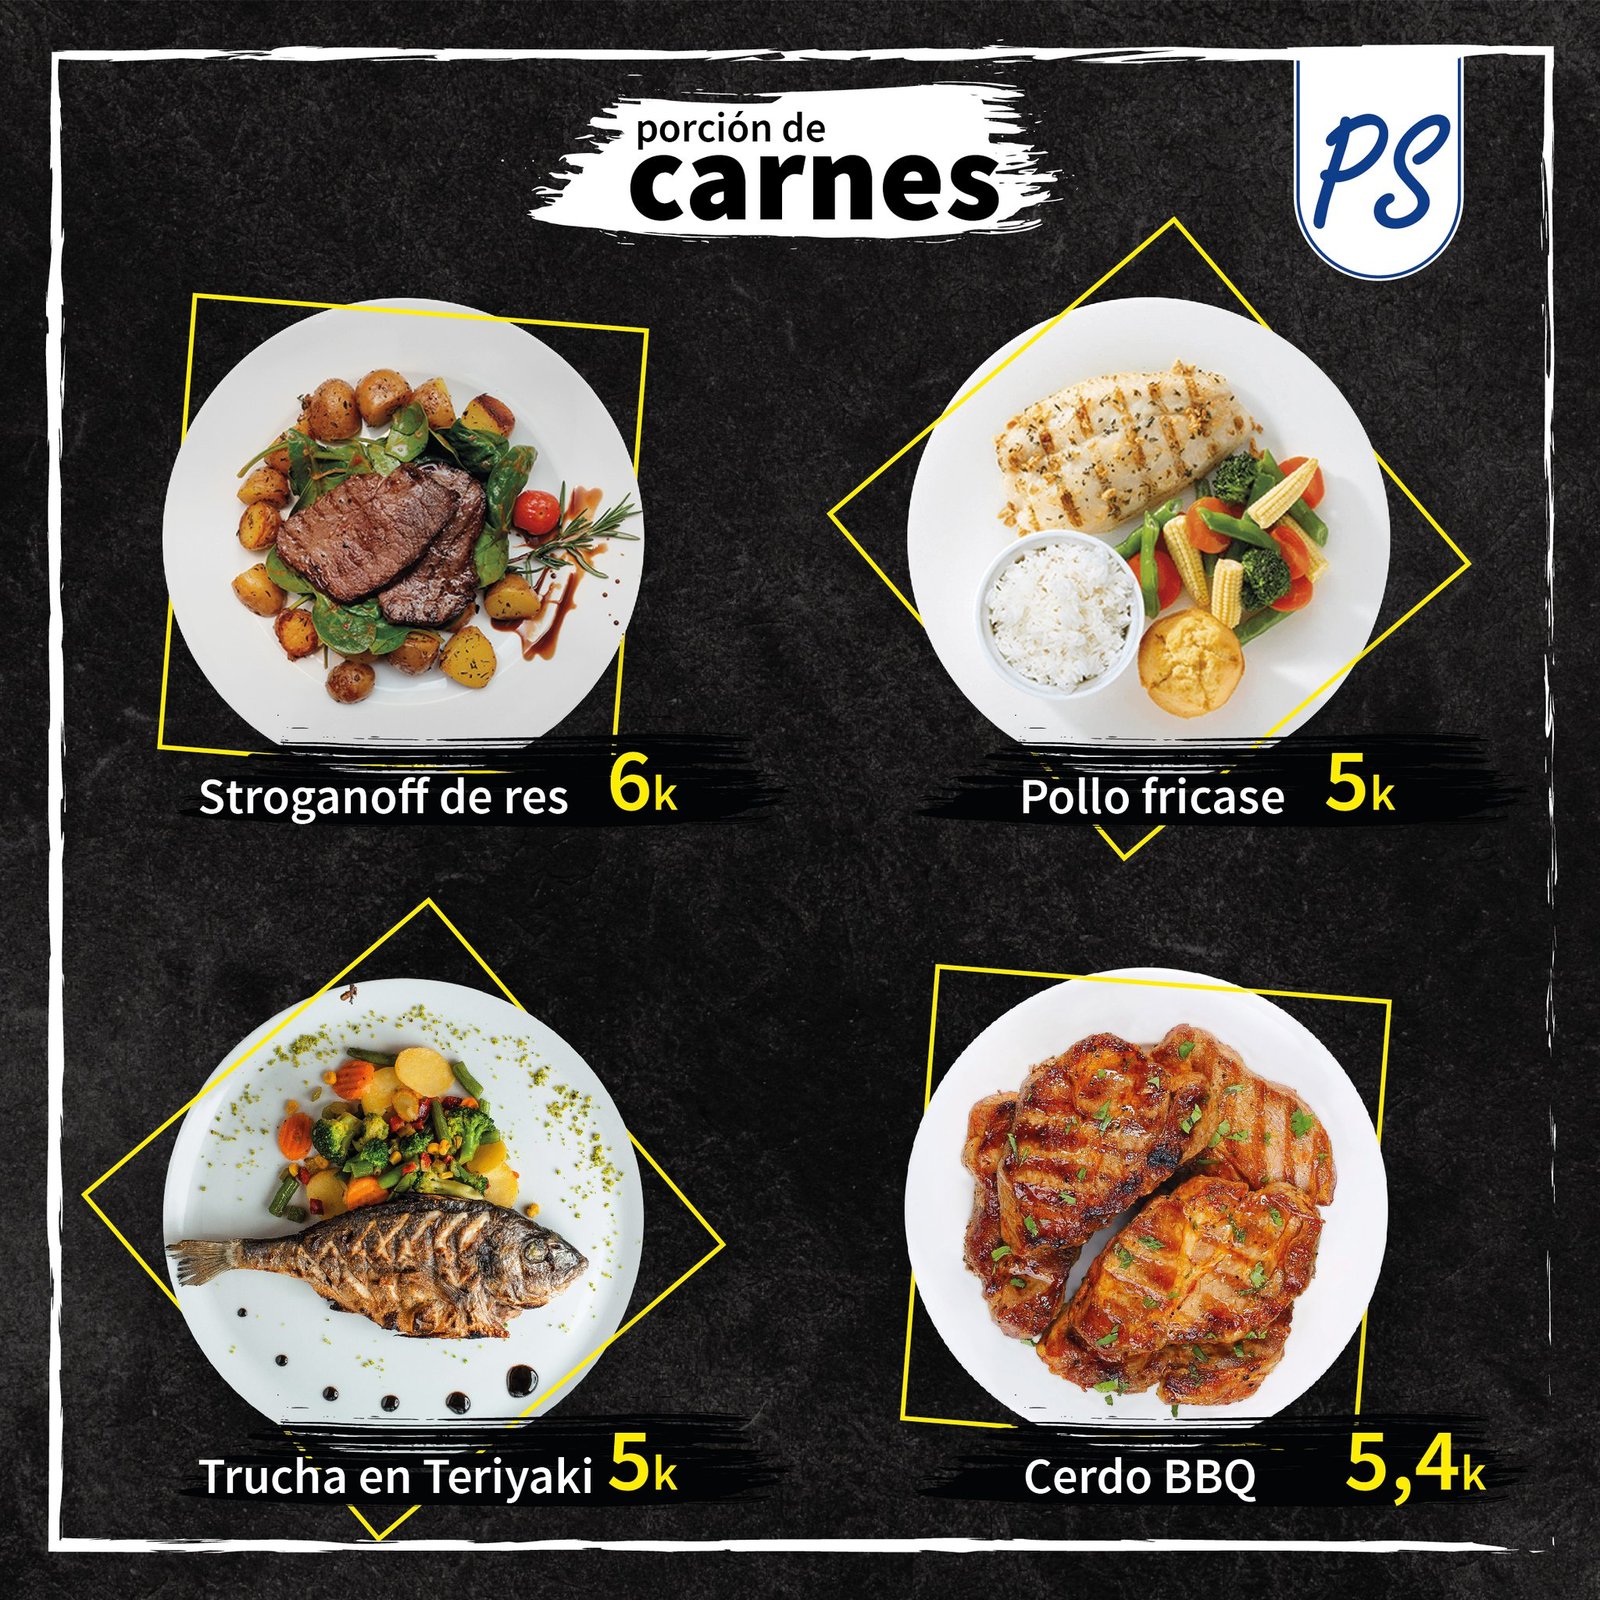 porción de
carnes
PS
Stroganoff de res 6k
Pollo fricase 5k
Trucha en Teriyaki 5k
Cerdo BBQ 5,4k